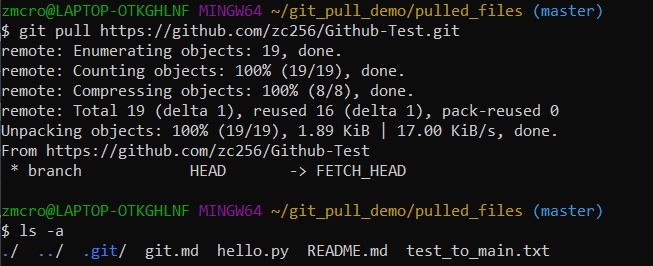 zmcro@LAPTOP-OTKGHLNF MINGW64 ~/git_pull_demo/pulled_files (master)
$ git pull https://github.com/zc256/Github-Test.git
remote: Enumerating objects: 19, done.
remote: Counting objects: 100% (19/19), done.
remote: Compressing objects: 100% (8/8), done.
remote: Total 19 (delta 1), reused 16 (delta 1), pack-reused 0
Unpacking objects: 100% (19/19), 1.89 KiB | 17.00 KiB/s, done.
From https://github.com/zc256/Github-Test
 * branch            HEAD       -> FETCH_HEAD
zmcro@LAPTOP-OTKGHLNF MINGW64 ~/git_pull_demo/pulled_files (master)
$ ls -a
./  ../  .git/  git.md  hello.py  README.md  test_to_main.txt